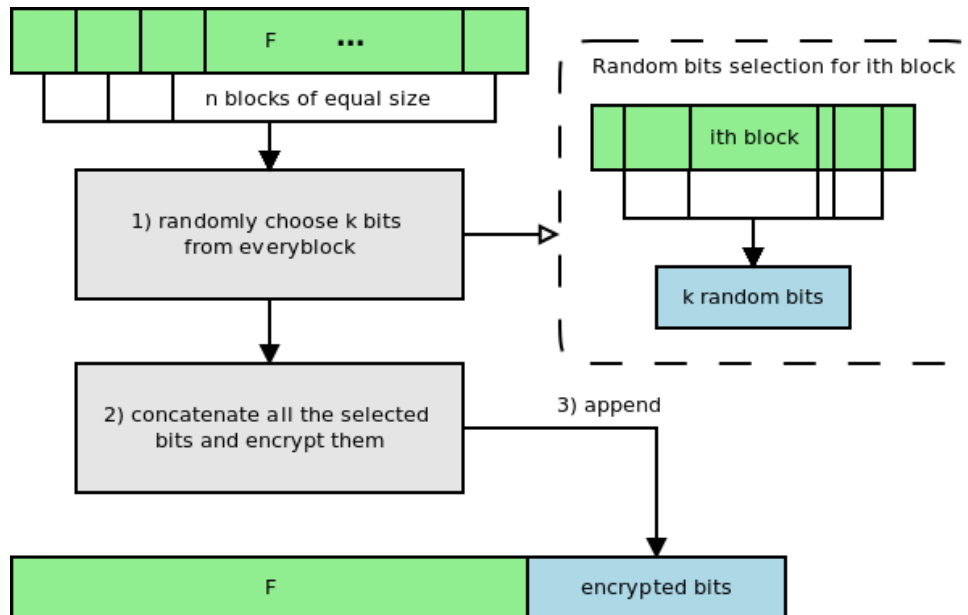 F ...
n blocks of equal size
Random bits selection for ith block
ith block
1) randomly choose k bits
from everyblock
k random bits
2) concatenate all the selected
bits and encrypt them
3) append
F
encrypted bits